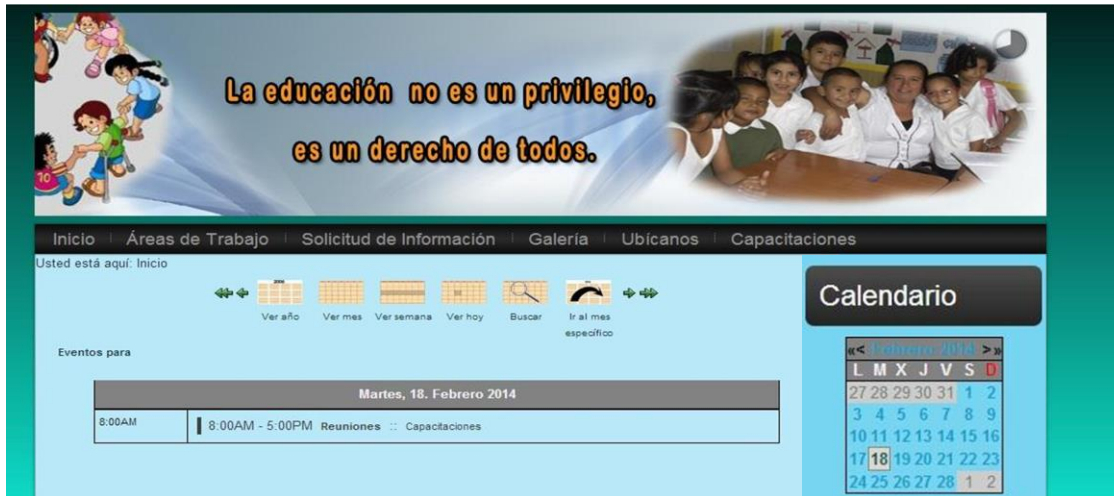 La educación no es un privilegio,
es un derecho de todos.
10
Inicio Áreas de Trabajo Solicitud de Información Galería Ubícanos Capacitaciones
Usted está aquí: Inicio
Ver año Ver mes Ver semana Ver hoy Buscar Ir al mes
específico
Eventos para
Martes, 18. Febrero 2014
8:00AM 8:00AM - 5:00PM Reuniones :: Capacitaciones
Calendario
«< Febrero 2014 >»
L M X J V S D
27 28 29 30 31 1 2
3 4 5 6 7 8 9
10 11 12 13 14 15 16
17 18 19 20 21 22 23
24 25 26 27 28 1 2